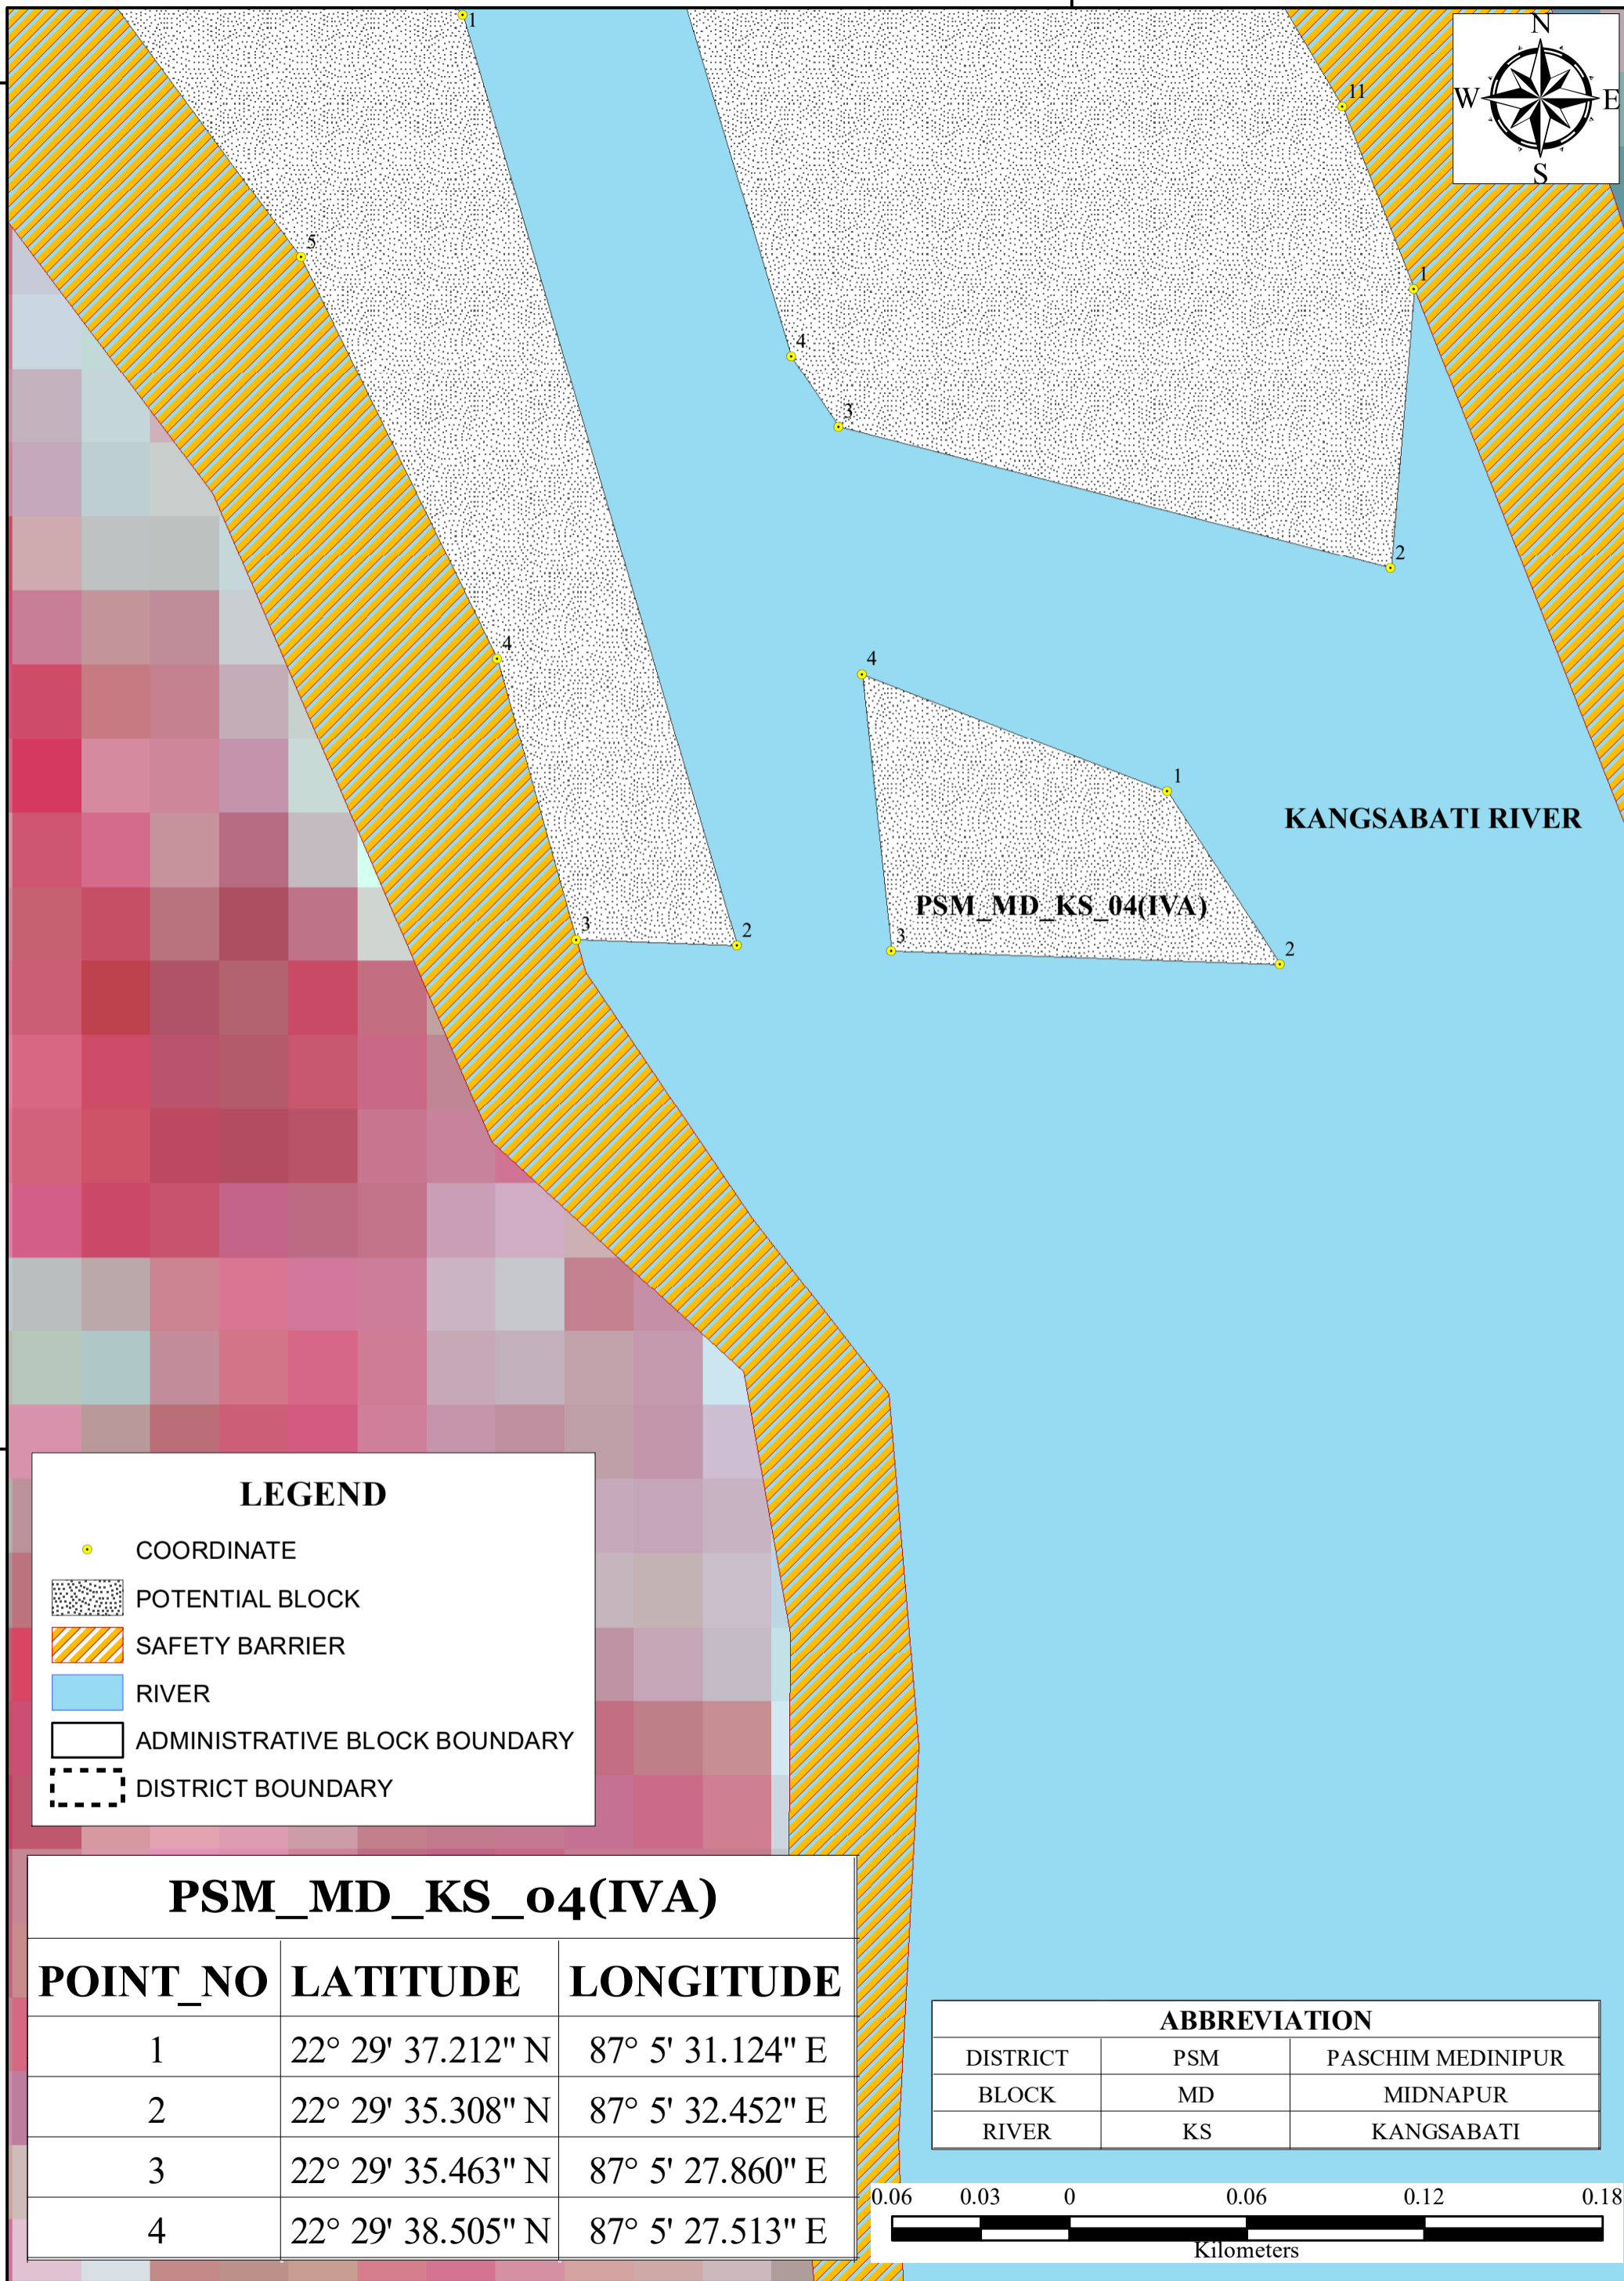 1
N
W E
S
11
5
1
4
3
2
4
4
1
KANGSABATI RIVER
PSM_MD_KS_04(IVA)
3
2
3
2
LEGEND
COORDINATE
POTENTIAL BLOCK
SAFETY BARRIER
RIVER
ADMINISTRATIVE BLOCK BOUNDARY
DISTRICT BOUNDARY
PSM_MD_KS_04(IVA)
POINT_NO LATITUDE LONGITUDE
1 22° 29' 37.212" N 87° 5' 31.124" E
2 22° 29' 35.308" N 87° 5' 32.452" E
3 22° 29' 35.463" N 87° 5' 27.860" E
4 22° 29' 38.505" N 87° 5' 27.513" E
ABBREVIATION
DISTRICT PSM PASCHIM MEDINIPUR
BLOCK MD MIDNAPUR
RIVER KS KANGSABATI
0.06 0.03 0 0.06 0.12 0.18
Kilometers